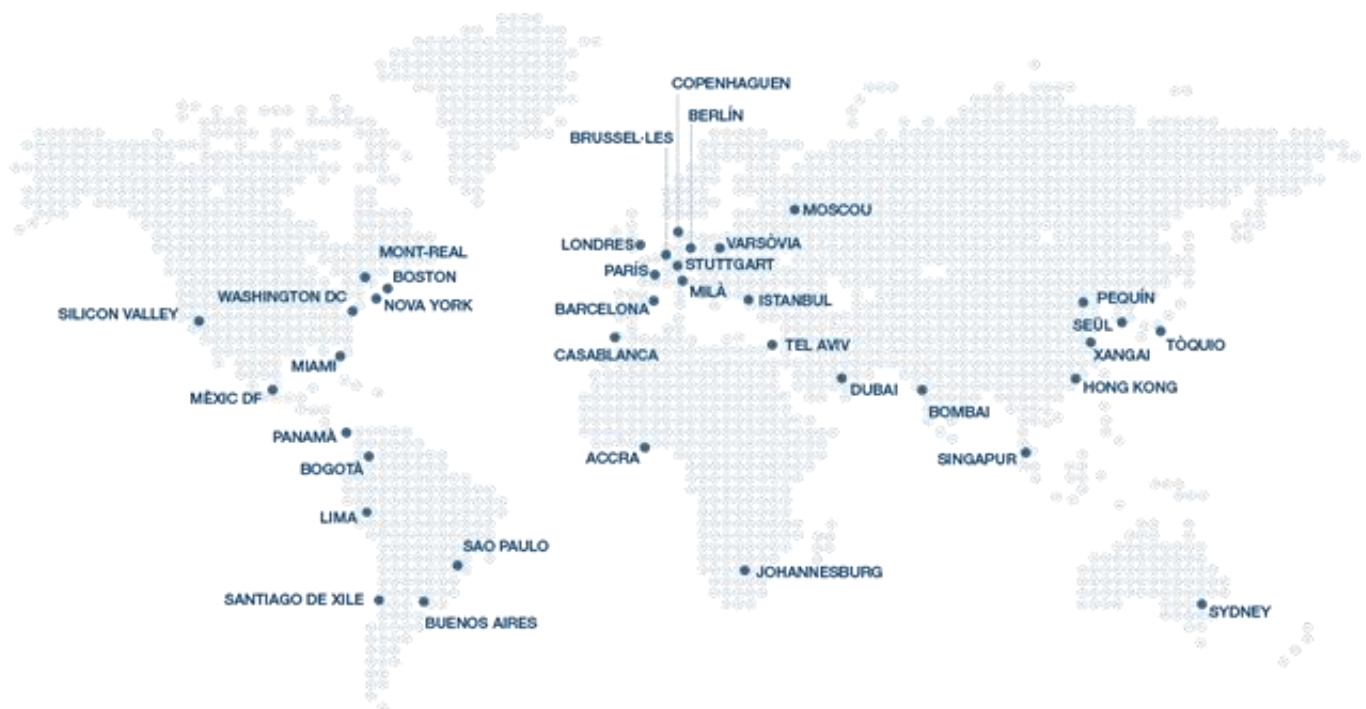 COPENHAGUEN
BERLÍN
BRUSSEL·LES
MOSCOU
LONDRES
VARSÒVIA
MONT-REAL
STUTTGART
PARÍS
BOSTON
MILÀ
WASHINGTON DC
NOVA YORK
ISTANBUL
PEQUÍN
BARCELONA
SILICON VALLEY
SEÜL
TÒQUIO
TEL AVIV
CASABLANCA
XANGAI
MIAMI
DUBAI
HONG KONG
MÈXIC DF
BOMBAI
PANAMÀ
ACCRA
SINGAPUR
BOGOTÀ
LIMA
SAO PAULO
JOHANNESBURG
SANTIAGO DE XILE
SYDNEY
BUENOS AIRES